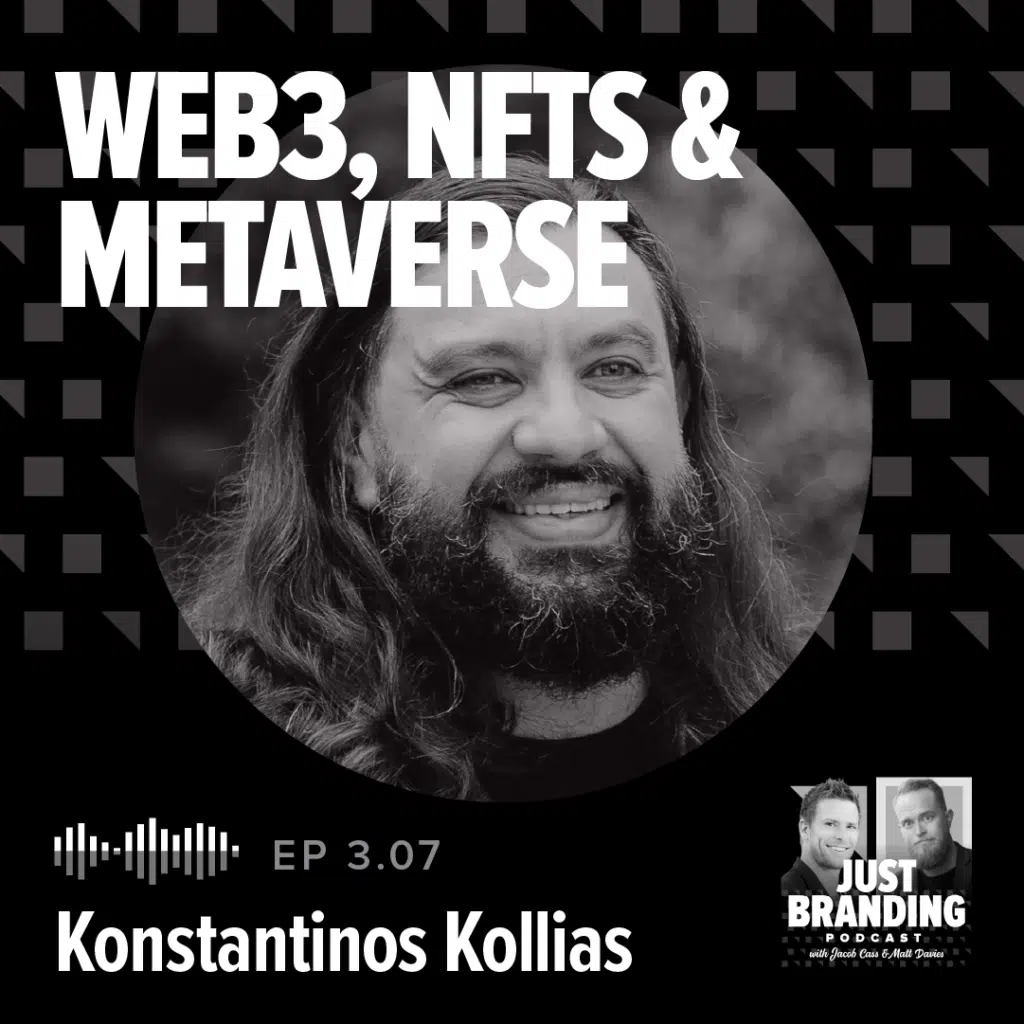 WEB3, NFTS &
METAVERSE
EP 3.07
Konstantinos Kollias
JUST
BRANDING
PODCAST
with Jacob Cass & Matt Davies